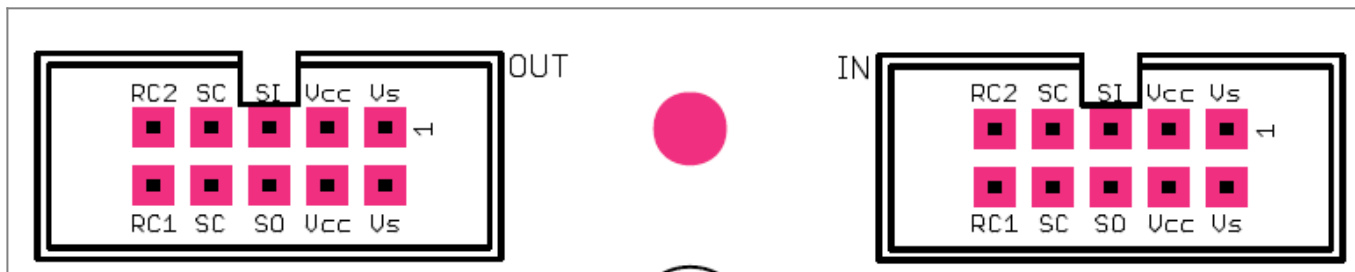 OUT
IN
RC2 SC SI Vcc Vs
1
RC1 SC SO Vcc Vs
RC2 SC SI Vcc Vs
1
RC1 SC SO Vcc Vs